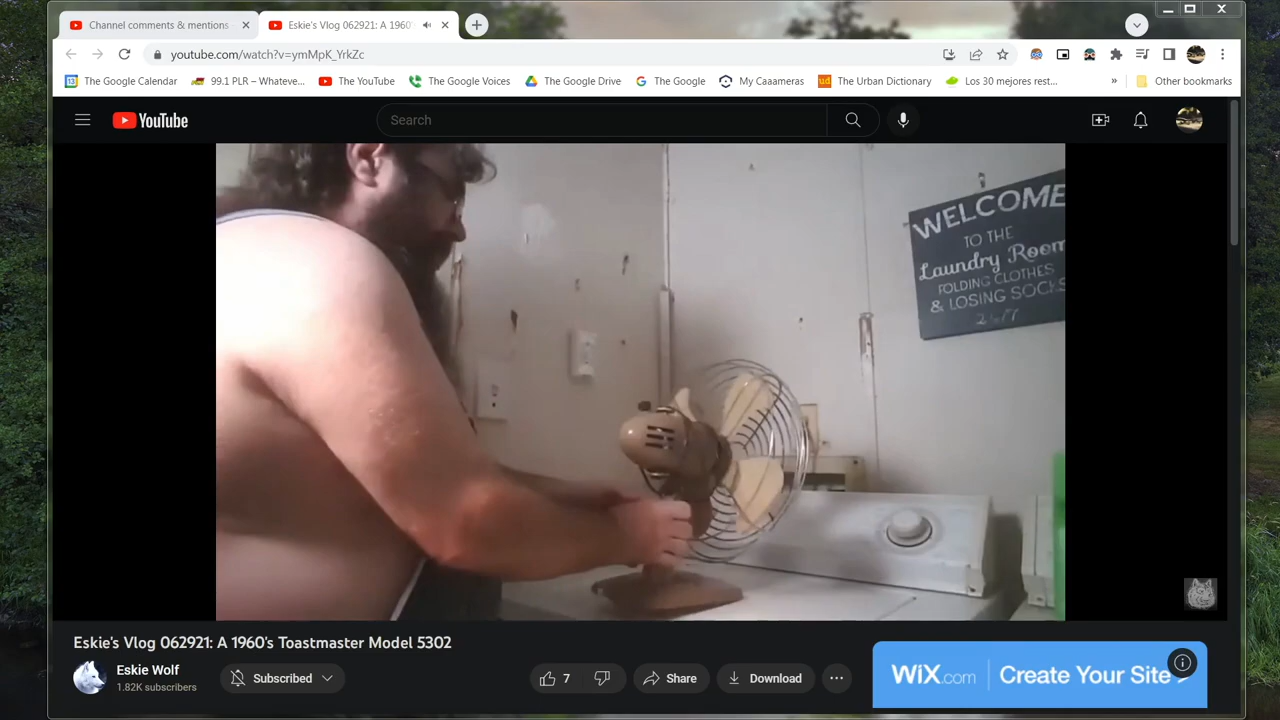 Channel comments & mentions
Eskie's Vlog 062921: A 1960'
youtube.com/watch?v=ymMpK_YrkZc
The Google Calendar
99.1 PLR – Whateve...
The YouTube
The Google Voices
The Google Drive
The Google
My Caaameras
The Urban Dictionary
Los 30 mejores rest...
»
Other bookmarks
YouTube
Search
WELCOME
TO THE
Laundry Room
FOLDING CLOTHES
& LOSING SOCKS
24/7
Eskie's Vlog 062921: A 1960's Toastmaster Model 5302
Eskie Wolf
1.82K subscribers
Subscribed
7
Share
Download
WiX.com | Create Your Site >